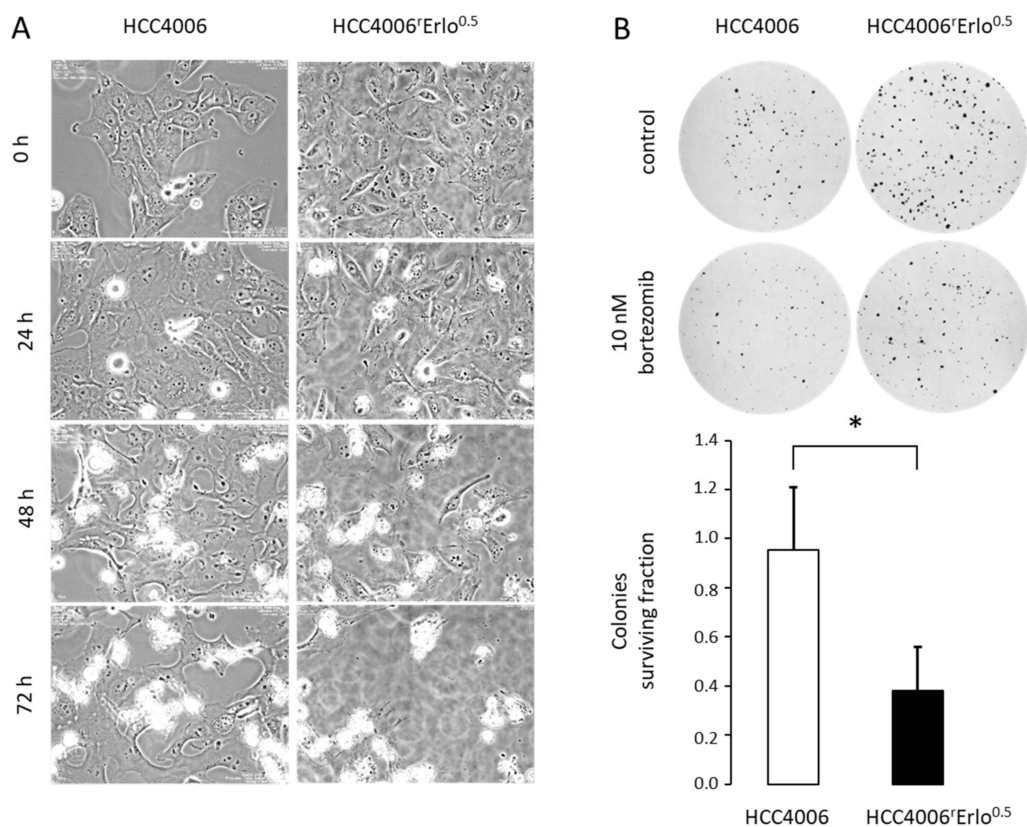 A
HCC4006
HCC4006ʳErlo⁰·⁵
0 h
24 h
48 h
72 h
B
HCC4006
HCC4006ʳErlo⁰·⁵
control
10 nM
bortezomib
*
Colonies
surviving fraction
1.4
1.2
1.0
0.8
0.6
0.4
0.2
0.0
HCC4006
HCC4006ʳErlo⁰·⁵